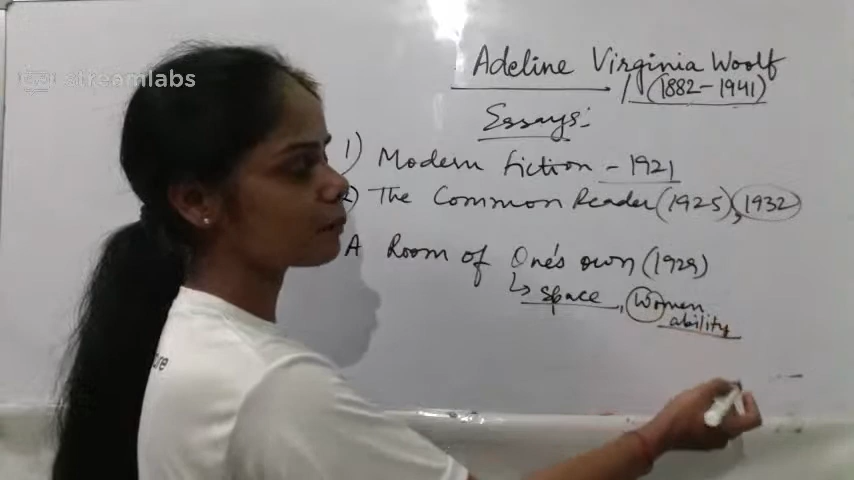 streamlabs
Adeline Virginia Woolf
(1882-1941)
Essays:
1) Modern Fiction - 1921
2) The Common Reader (1925), 1932
A Room of One's own (1929)
↳ space, Women
ability